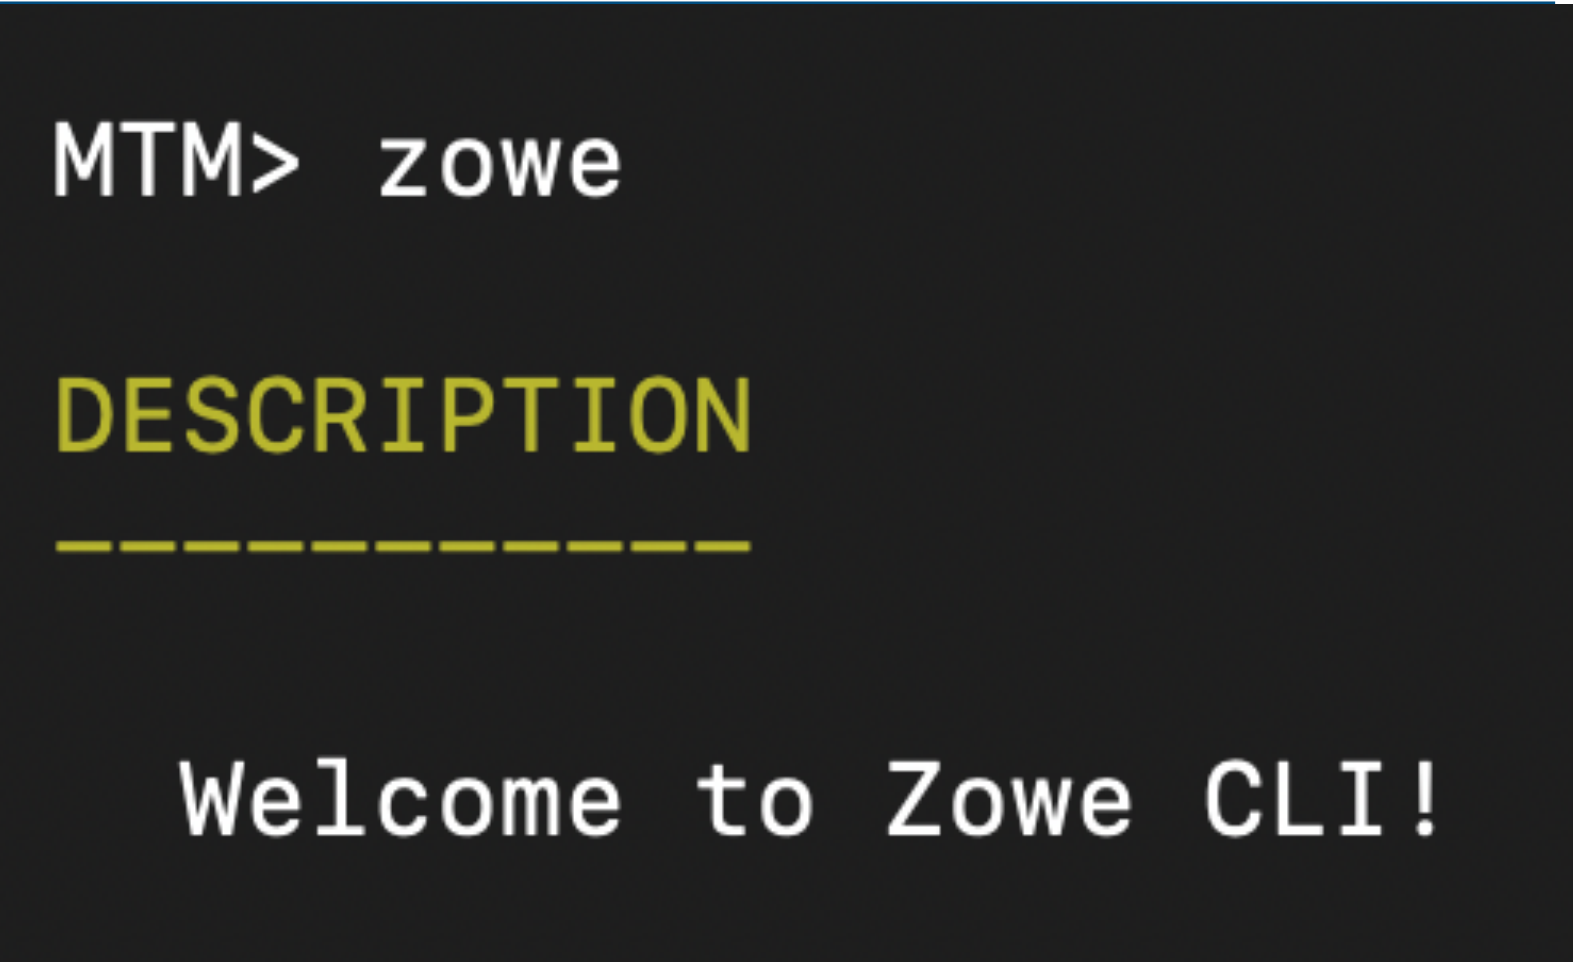 MTM> zowe
DESCRIPTION
-----------
Welcome to Zowe CLI!